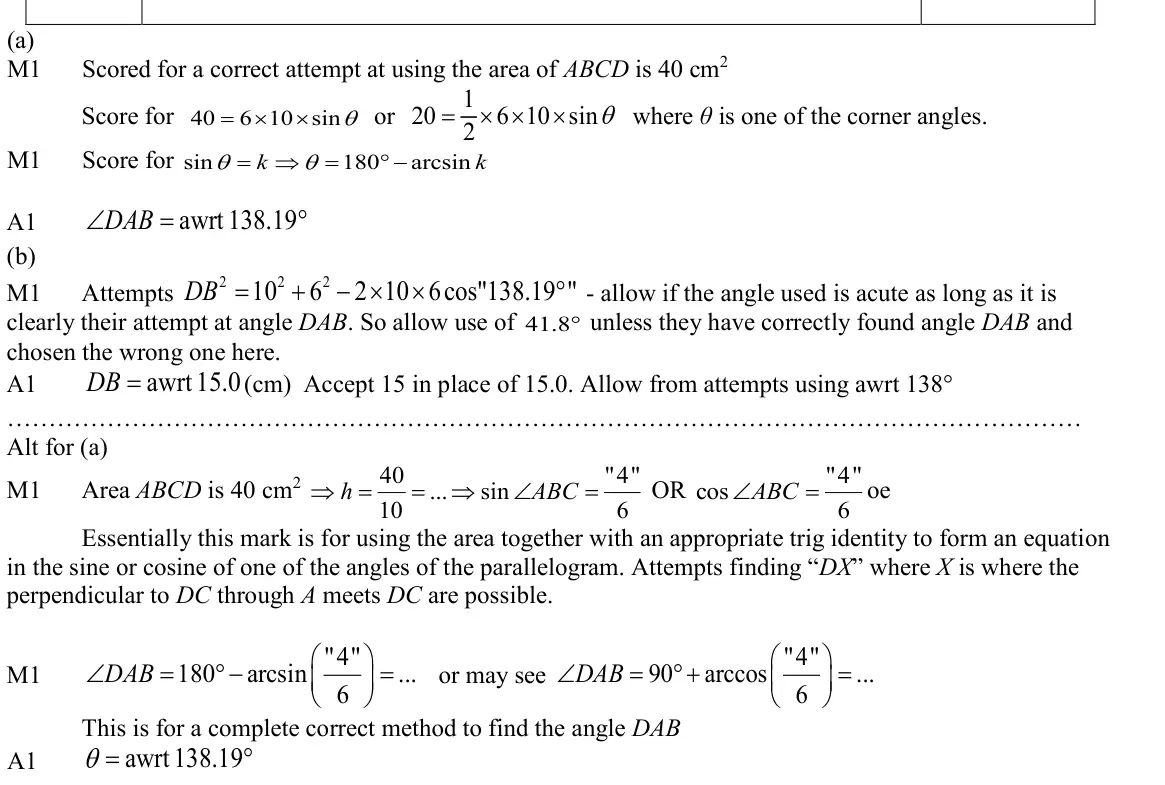 (a)
M1 Scored for a correct attempt at using the area of ABCD is 40 cm²
Score for 40 = 6×10×sin θ or 20 = 1/2 ×6×10×sin θ where θ is one of the corner angles.
M1 Score for sin θ = k ⇒ θ = 180° − arcsin k
A1 ∠DAB = awrt 138.19°
(b)
M1 Attempts DB² = 10² + 6² − 2×10×6cos"138.19°" - allow if the angle used is acute as long as it is
clearly their attempt at angle DAB. So allow use of 41.8° unless they have correctly found angle DAB and
chosen the wrong one here.
A1 DB = awrt 15.0 (cm) Accept 15 in place of 15.0. Allow from attempts using awrt 138°
……………………………………………………………………………………………………………………
Alt for (a)
M1 Area ABCD is 40 cm² ⇒ h = 40/10 = ... ⇒ sin ∠ABC = "4"/6 OR cos ∠ABC = "4"/6 oe
Essentially this mark is for using the area together with an appropriate trig identity to form an equation
in the sine or cosine of one of the angles of the parallelogram. Attempts finding “DX” where X is where the
perpendicular to DC through A meets DC are possible.
M1 ∠DAB = 180° − arcsin("4"/6) = ... or may see ∠DAB = 90° + arccos("4"/6) = ...
This is for a complete correct method to find the angle DAB
A1 θ = awrt 138.19°